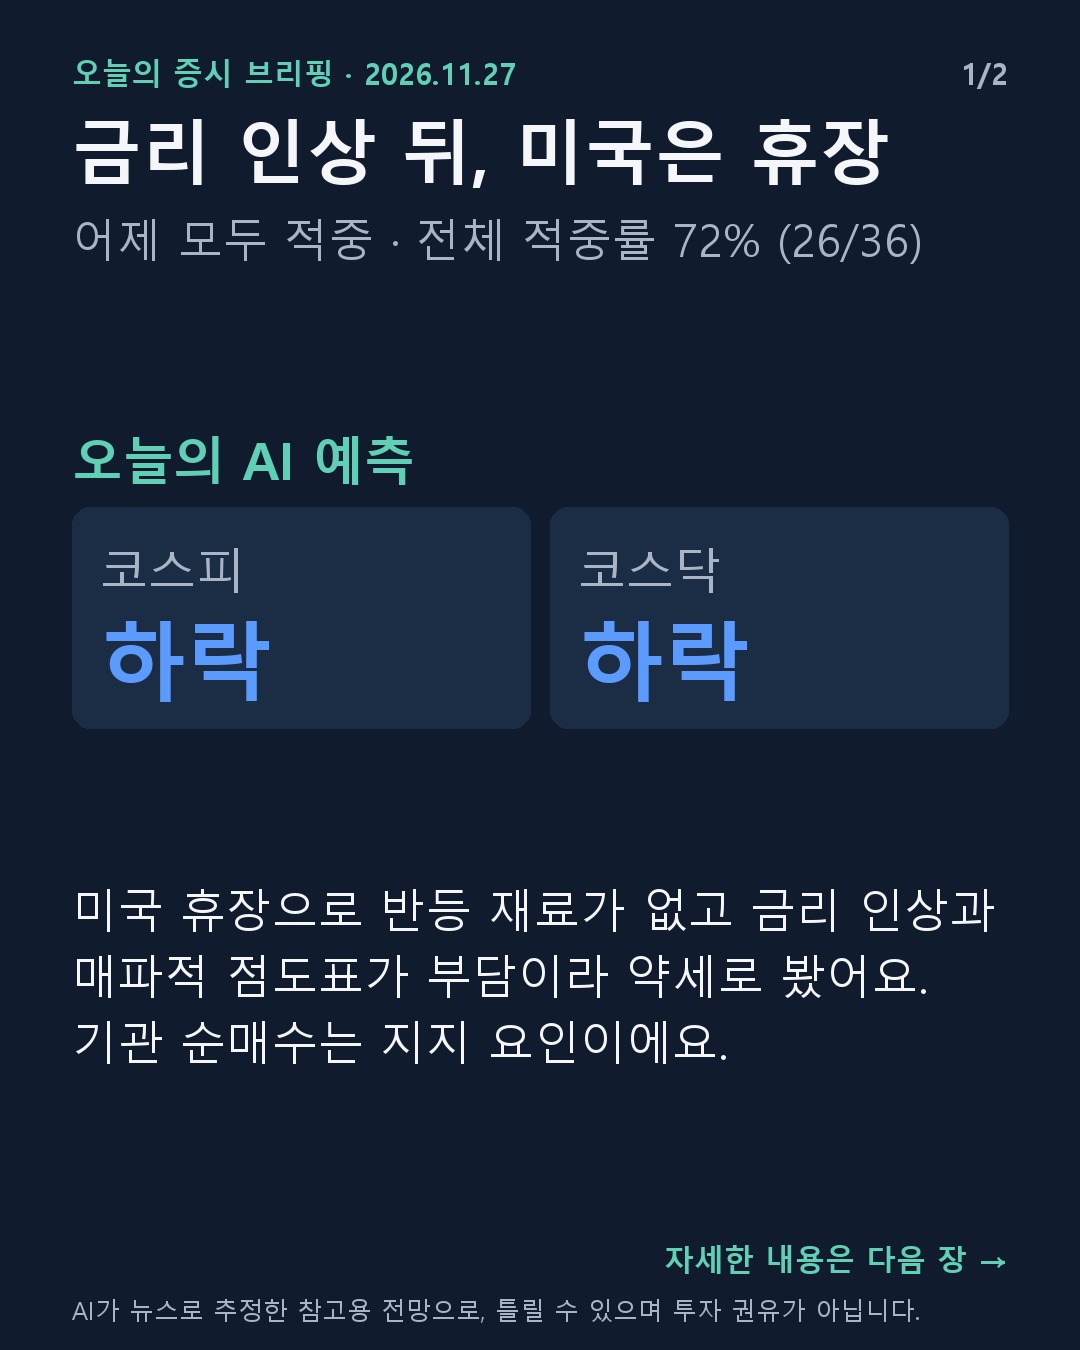 오늘의 증시 브리핑 · 2026.11.27
1/2
금리 인상 뒤, 미국은 휴장
어제 모두 적중 · 전체 적중률 72% (26/36)
오늘의 AI 예측
코스피
하락
코스닥
하락
미국 휴장으로 반등 재료가 없고 금리 인상과
매파적 점도표가 부담이라 약세로 봤어요.
기관 순매수는 지지 요인이에요.
자세한 내용은 다음 장 →
AI가 뉴스로 추정한 참고용 전망으로, 틀릴 수 있으며 투자 권유가 아닙니다.